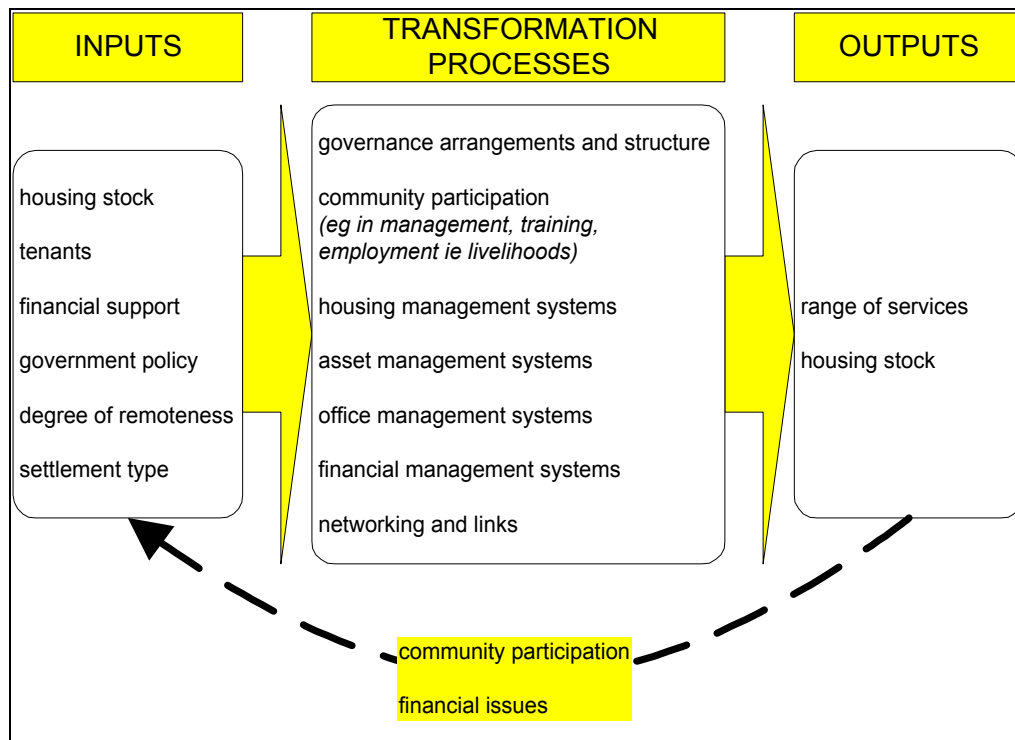 INPUTS
TRANSFORMATION
PROCESSES
OUTPUTS
housing stock
tenants
financial support
government policy
degree of remoteness
settlement type
governance arrangements and structure
community participation
(eg in management, training,
employment ie livelihoods)
housing management systems
asset management systems
office management systems
financial management systems
networking and links
range of services
housing stock
community participation
financial issues